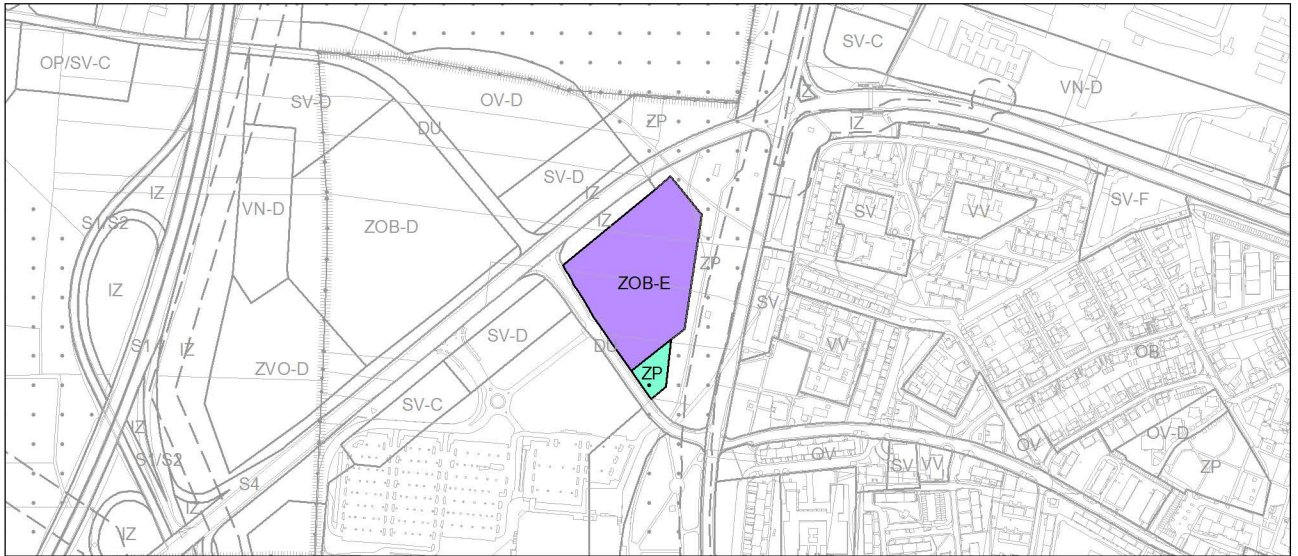 SV-C
OP/SV-C
VN-D
SV-D
OV-D
Z
ZP
IZ
DU
SV-D
IZ
IZ
SV-F
VN-D
SV
VV
S1/S2
IZ
ZOB-D
ZP
ZOB-E
IZ
SV
S1
IZ
SV-D
DU
VV
OB
ZVO-D
ZP
SV-C
IZ
OV
OV-D
S1/S2
OV
SV
VV
ZP
S4
IZ
IZ